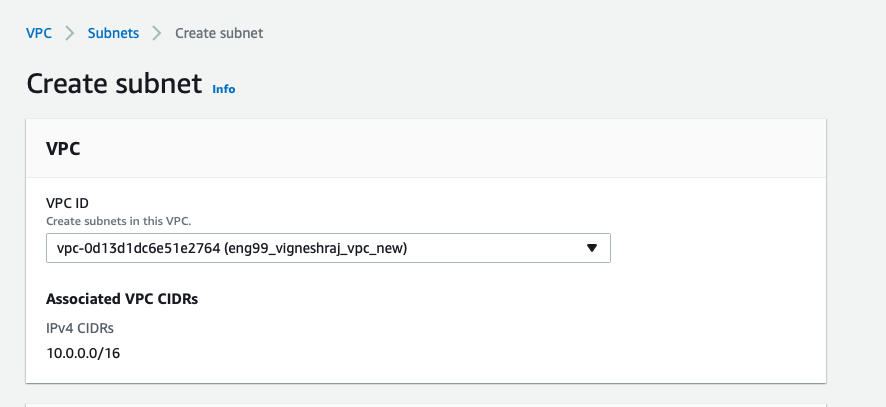 VPC > Subnets > Create subnet
Create subnet Info
VPC
VPC ID
Create subnets in this VPC.
vpc-0d13d1dc6e51e2764 (eng99_vigneshraj_vpc_new)
Associated VPC CIDRs
IPv4 CIDRs
10.0.0.0/16